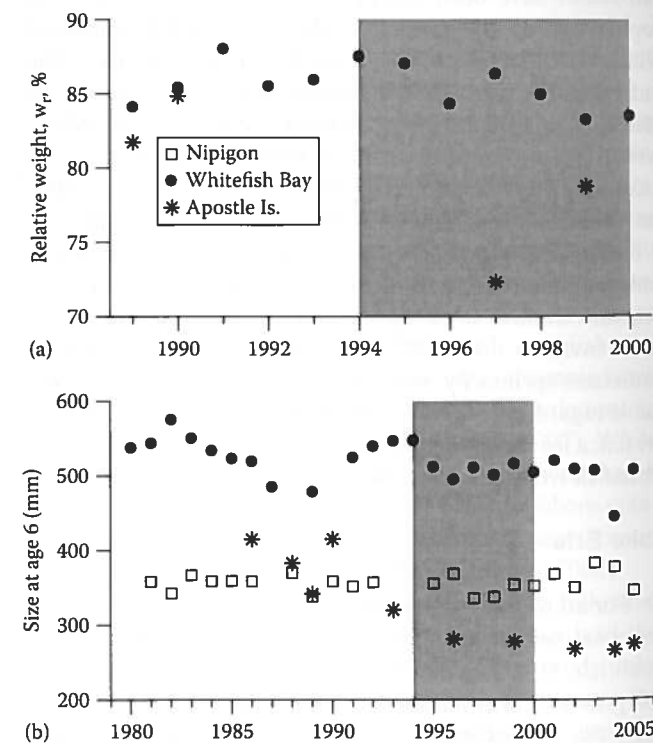 90
85
80
75
70
Relative weight, wr, %
□ Nipigon
● Whitefish Bay
✳ Apostle Is.
(a)
1990 1992 1994 1996 1998 2000
600
500
400
300
200
Size at age 6 (mm)
(b)
1980 1985 1990 1995 2000 2005